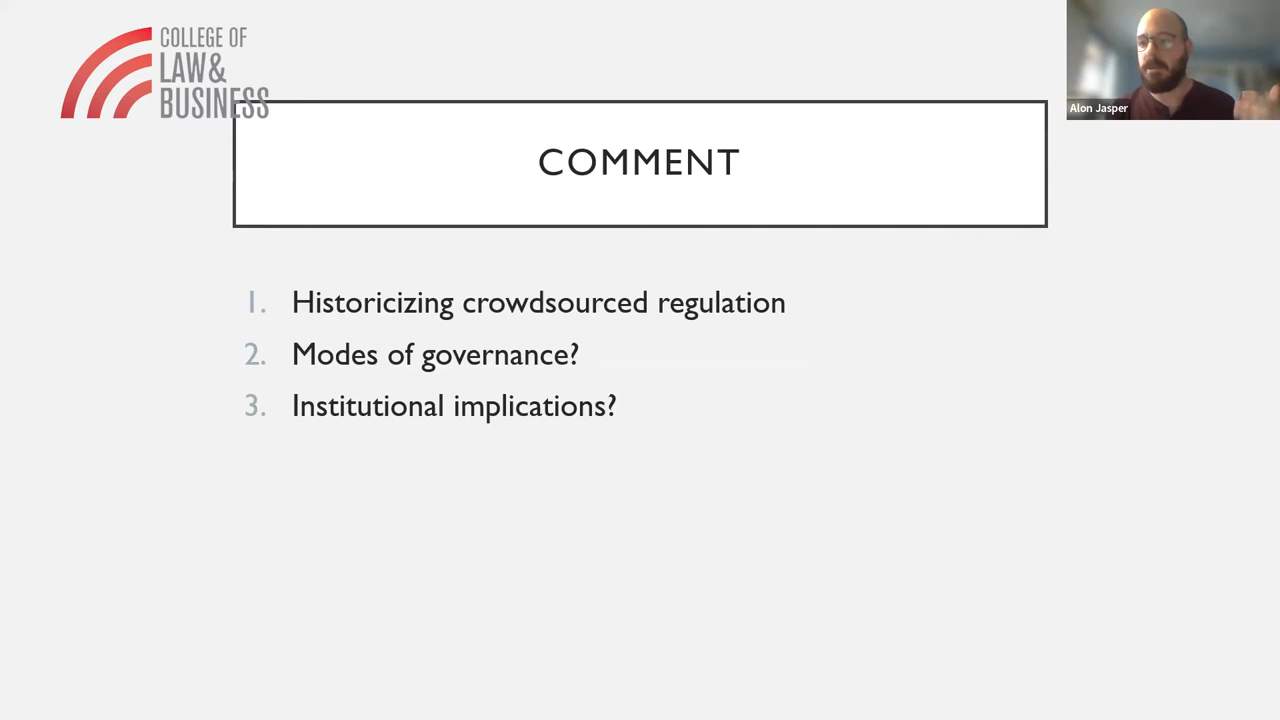 COLLEGE OF
LAW&
BUSINESS
Alon Jasper
COMMENT
1. Historicizing crowdsourced regulation
2. Modes of governance?
3. Institutional implications?